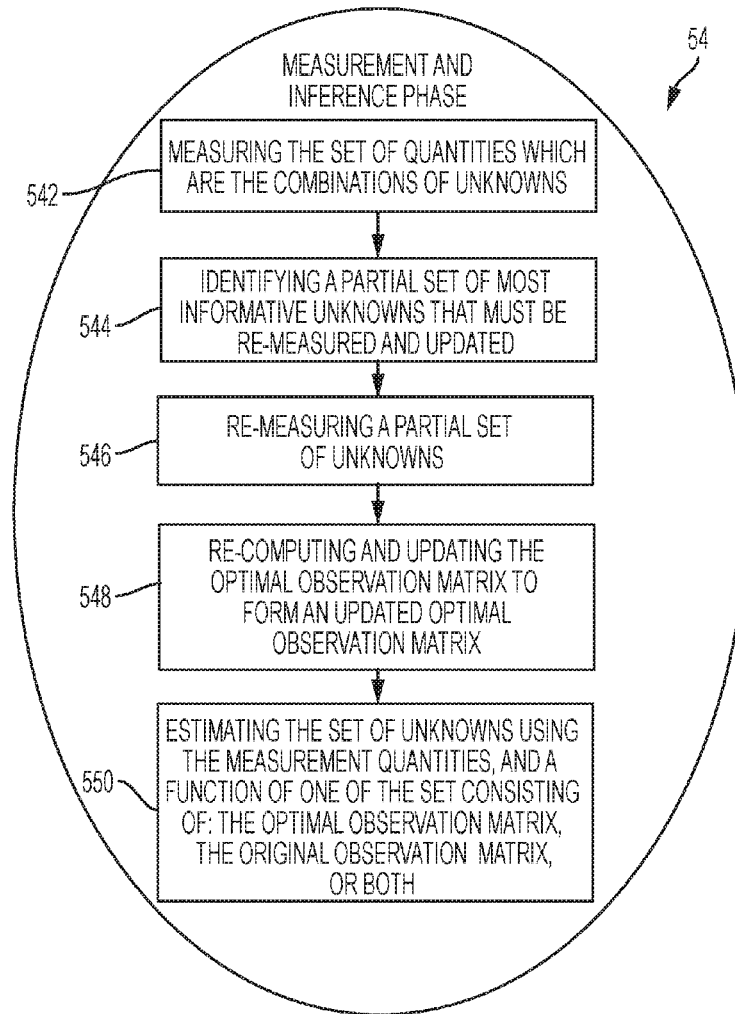 54
MEASUREMENT AND
INFERENCE PHASE
MEASURING THE SET OF QUANTITIES WHICH
ARE THE COMBINATIONS OF UNKNOWNS
542
IDENTIFYING A PARTIAL SET OF MOST
INFORMATIVE UNKNOWNS THAT MUST BE
RE-MEASURED AND UPDATED
544
RE-MEASURING A PARTIAL SET
OF UNKNOWNS
546
RE-COMPUTING AND UPDATING THE
OPTIMAL OBSERVATION MATRIX TO
FORM AN UPDATED OPTIMAL
OBSERVATION MATRIX
548
ESTIMATING THE SET OF UNKNOWNS USING
THE MEASUREMENT QUANTITIES, AND A
FUNCTION OF ONE OF THE SET CONSISTING
OF: THE OPTIMAL OBSERVATION MATRIX,
THE ORIGINAL OBSERVATION MATRIX,
OR BOTH
550